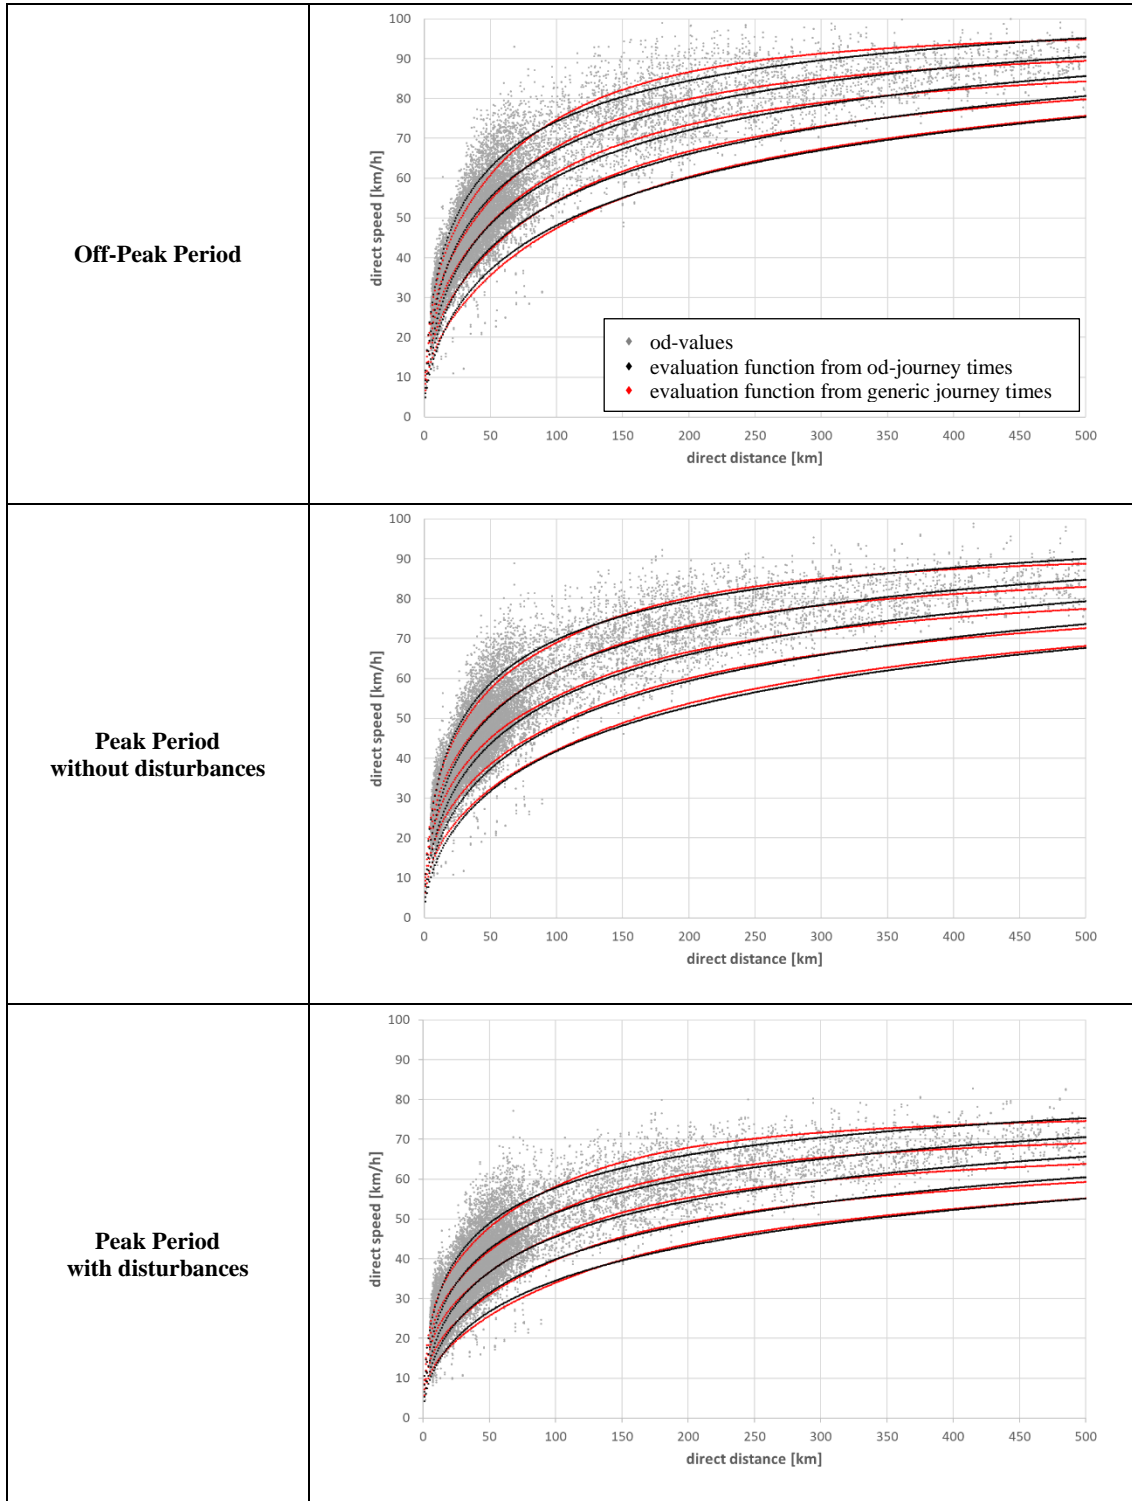 Off-Peak Period
100
90
80
70
60
50
40
30
20
10
0
direct speed [km/h]
od-values
evaluation function from od-journey times
evaluation function from generic journey times
0 50 100 150 200 250 300 350 400 450 500
direct distance [km]
Peak Period
without disturbances
100
90
80
70
60
50
40
30
20
10
0
direct speed [km/h]
0 50 100 150 200 250 300 350 400 450 500
direct distance [km]
Peak Period
with disturbances
100
90
80
70
60
50
40
30
20
10
0
direct speed [km/h]
0 50 100 150 200 250 300 350 400 450 500
direct distance [km]